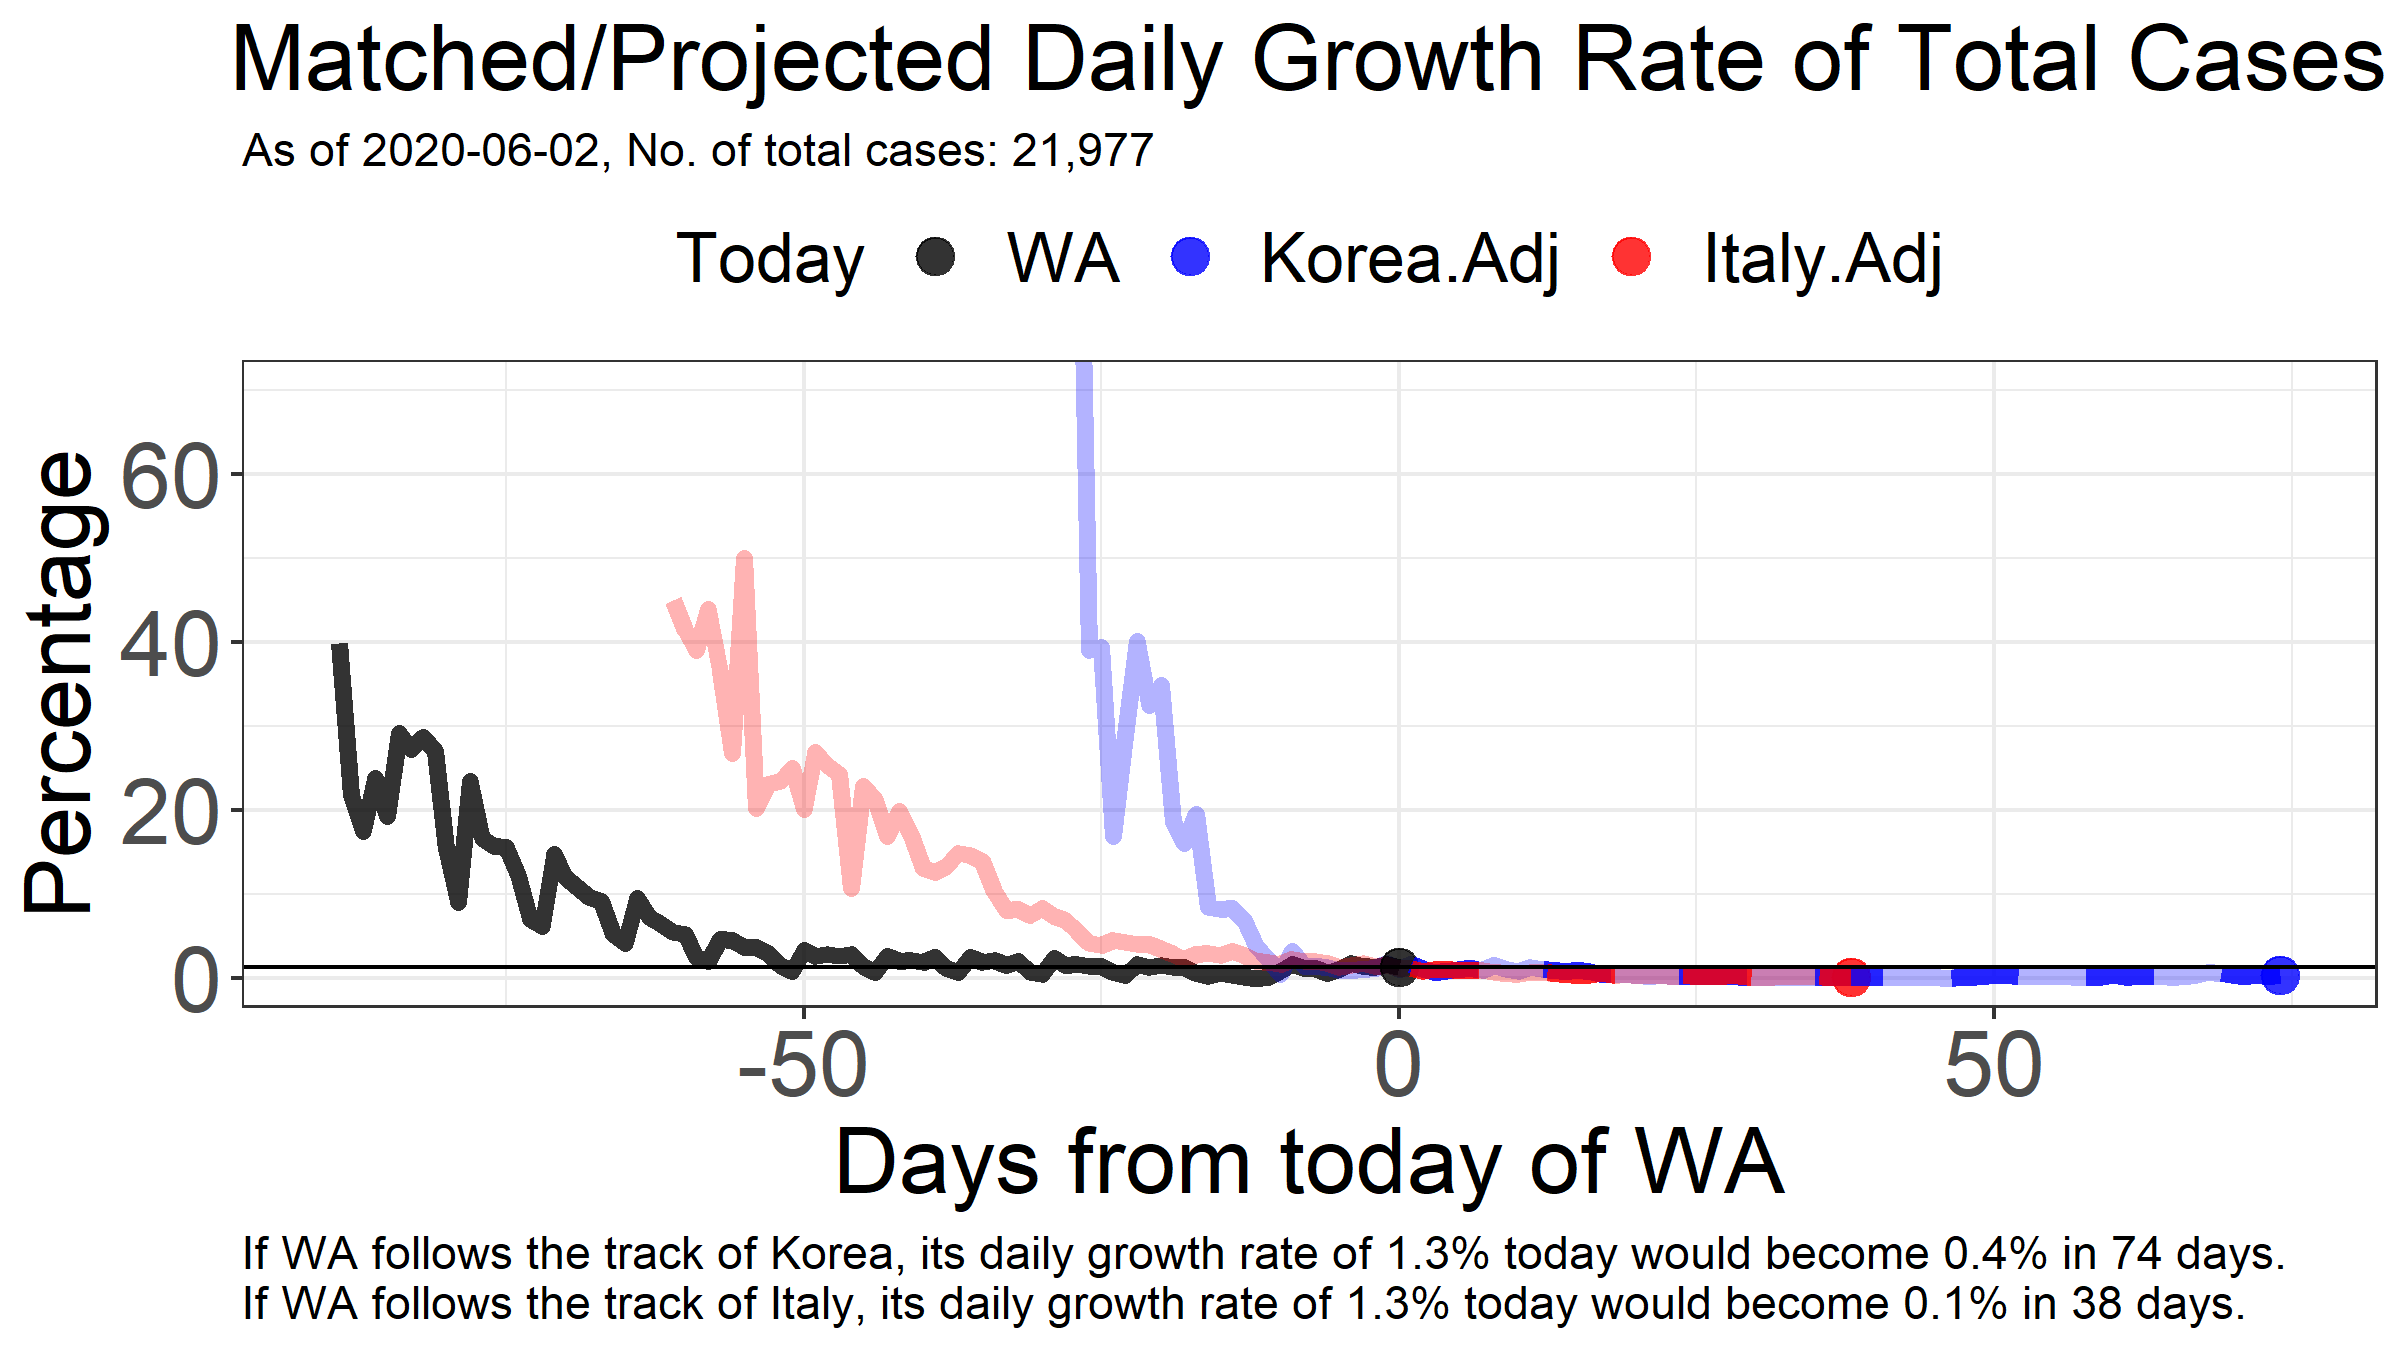 Matched/Projected Daily Growth Rate of Total Cases
As of 2020-06-02, No. of total cases: 21,977
Today WA Korea.Adj Italy.Adj
Percentage
60
40
20
0
-50 0 50
Days from today of WA
If WA follows the track of Korea, its daily growth rate of 1.3% today would become 0.4% in 74 days.
If WA follows the track of Italy, its daily growth rate of 1.3% today would become 0.1% in 38 days.